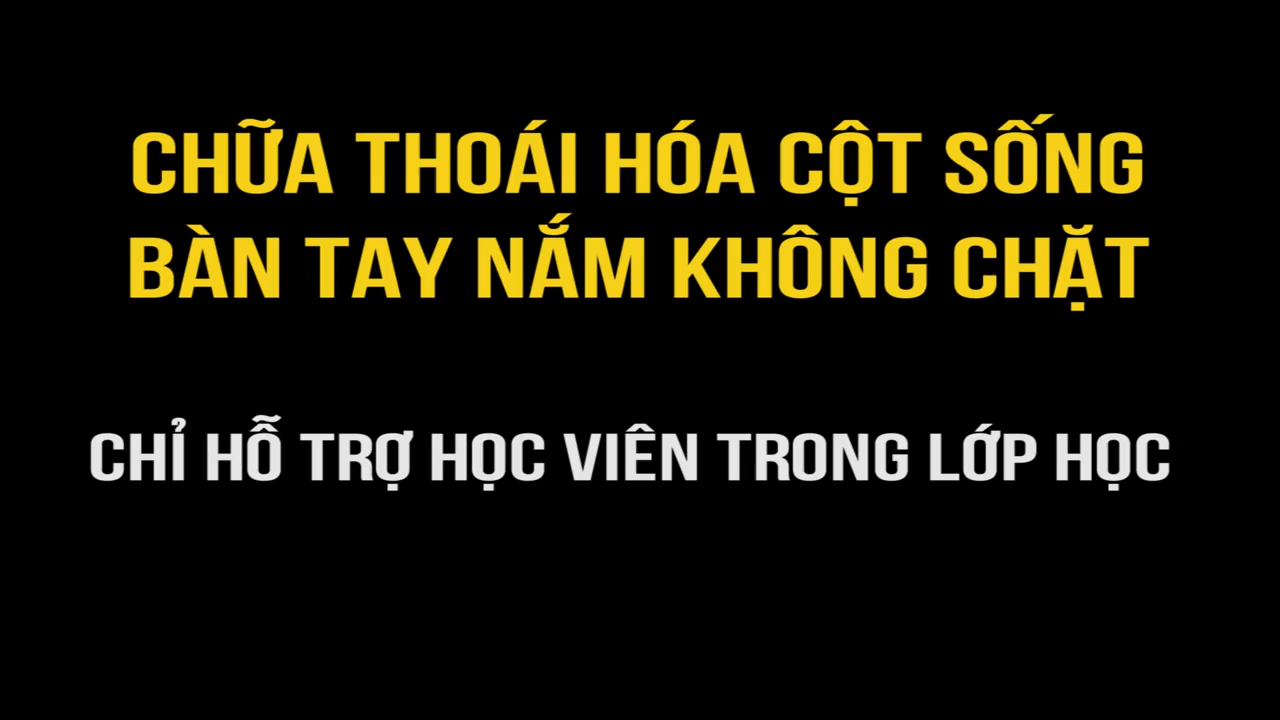 CHỮA THOÁI HÓA CỘT SỐNG
BÀN TAY NẮM KHÔNG CHẶT
CHỈ HỖ TRỢ HỌC VIÊN TRONG LỚP HỌC